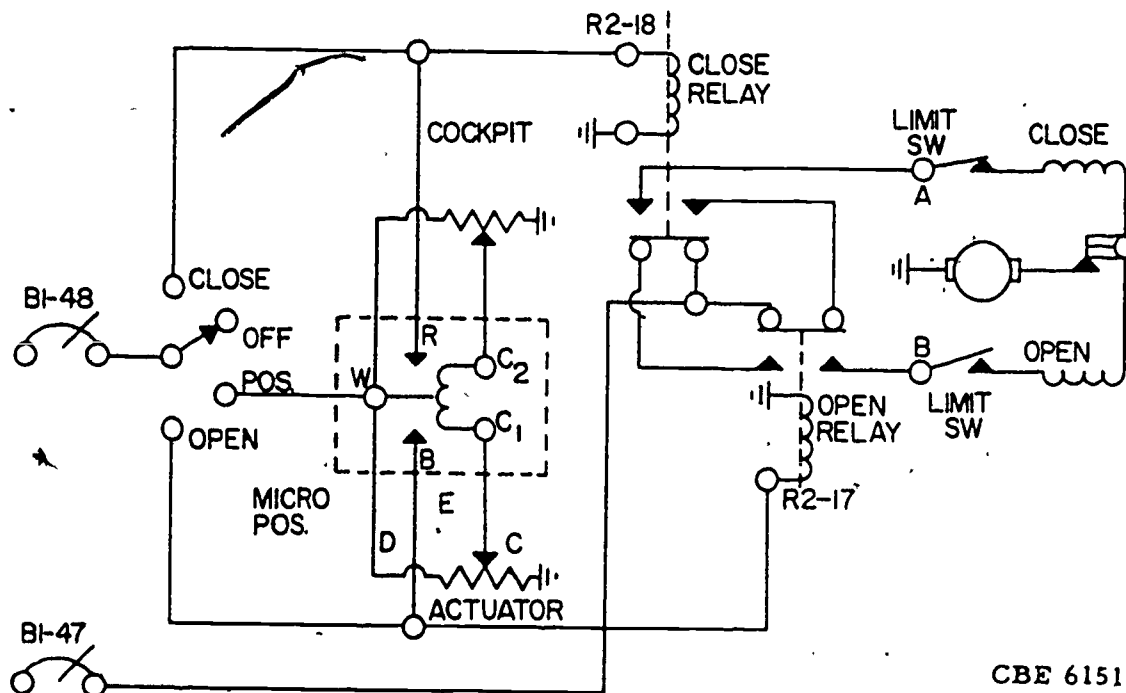 R2-18
CLOSE
RELAY
COCKPIT
LIMIT
SW
CLOSE
A
CLOSE
BI-48
OFF
R
C2
W
POS.
B
OPEN
LIMIT
SW
OPEN
RELAY
OPEN
C1
B
R2-17
MICRO
POS.
E
D
C
ACTUATOR
BI-47
CBE 6151